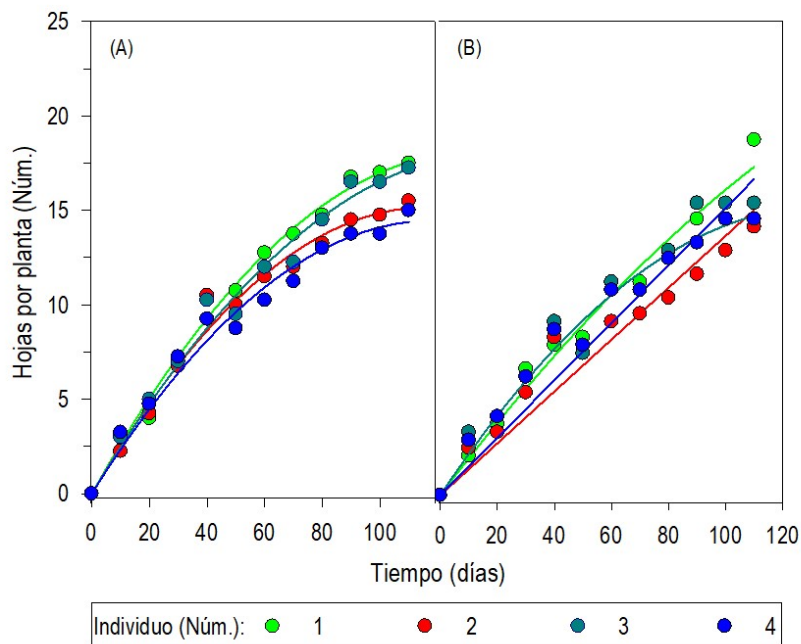 25
(A)
(B)
20
15
10
5
0
Hojas por planta (Núm.)
0 20 40 60 80 100 0 20 40 60 80 100 120
Tiempo (días)
Individuo (Núm.): 1 2 3 4